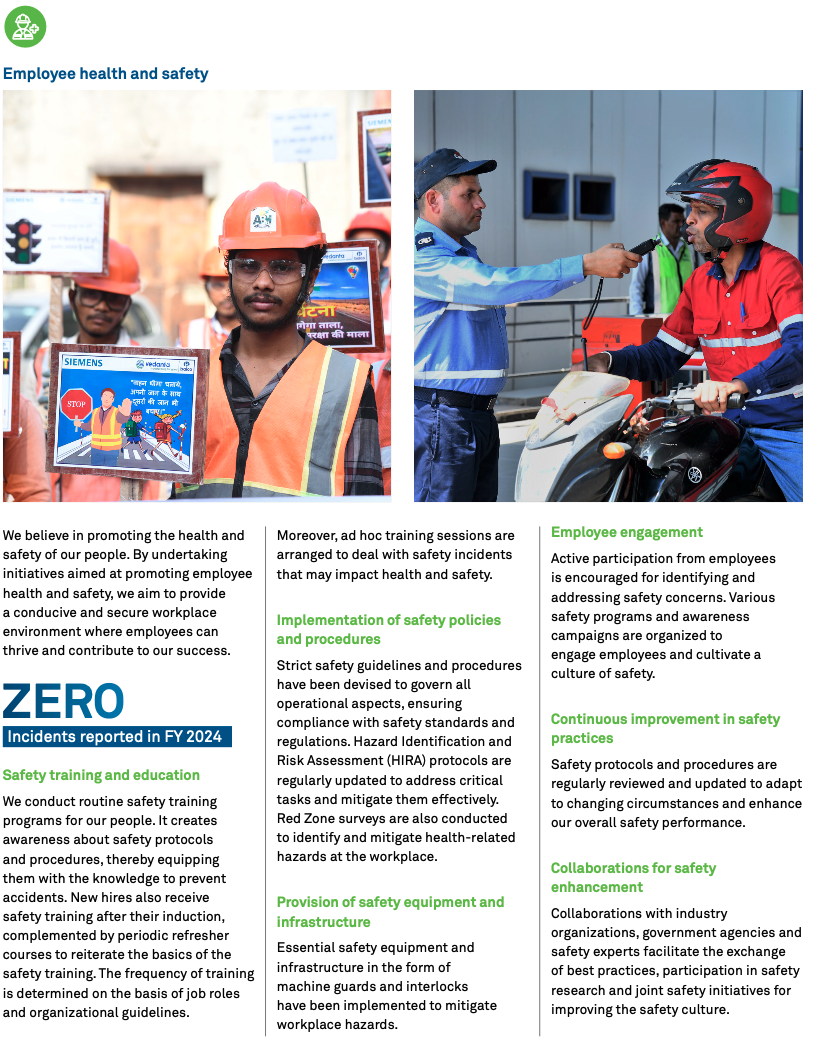 Employee health and safety
SIEMENS
SIEMENS
vedanta
STOP
"वाहन धीमा चलायें,
अपनी जान के साथ
दूसरों की जान भी
बचाएं।"
We believe in promoting the health and
safety of our people. By undertaking
initiatives aimed at promoting employee
health and safety, we aim to provide
a conducive and secure workplace
environment where employees can
thrive and contribute to our success.
ZERO
Incidents reported in FY 2024
Safety training and education
We conduct routine safety training
programs for our people. It creates
awareness about safety protocols
and procedures, thereby equipping
them with the knowledge to prevent
accidents. New hires also receive
safety training after their induction,
complemented by periodic refresher
courses to reiterate the basics of the
safety training. The frequency of training
is determined on the basis of job roles
and organizational guidelines.
Moreover, ad hoc training sessions are
arranged to deal with safety incidents
that may impact health and safety.
Implementation of safety policies
and procedures
Strict safety guidelines and procedures
have been devised to govern all
operational aspects, ensuring
compliance with safety standards and
regulations. Hazard Identification and
Risk Assessment (HIRA) protocols are
regularly updated to address critical
tasks and mitigate them effectively.
Red Zone surveys are also conducted
to identify and mitigate health-related
hazards at the workplace.
Provision of safety equipment and
infrastructure
Essential safety equipment and
infrastructure in the form of
machine guards and interlocks
have been implemented to mitigate
workplace hazards.
Employee engagement
Active participation from employees
is encouraged for identifying and
addressing safety concerns. Various
safety programs and awareness
campaigns are organized to
engage employees and cultivate a
culture of safety.
Continuous improvement in safety
practices
Safety protocols and procedures are
regularly reviewed and updated to adapt
to changing circumstances and enhance
our overall safety performance.
Collaborations for safety
enhancement
Collaborations with industry
organizations, government agencies and
safety experts facilitate the exchange
of best practices, participation in safety
research and joint safety initiatives for
improving the safety culture.